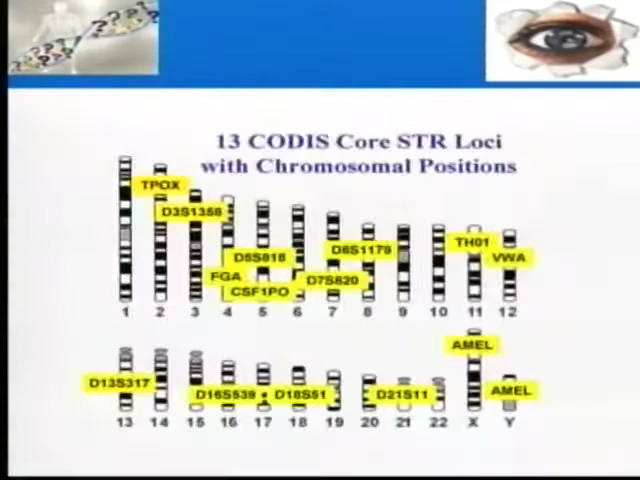 13 CODIS Core STR Loci
with Chromosomal Positions
TPOX
D3S1358
TH01
D8S1179
D5S818
VWA
FGA
D7S820
CSF1PO
1 2 3 4 5 6 7 8 9 10 11 12
AMEL
D13S317
AMEL
D16S539
D18S51
D21S11
13 14 15 16 17 18 19 20 21 22 X Y